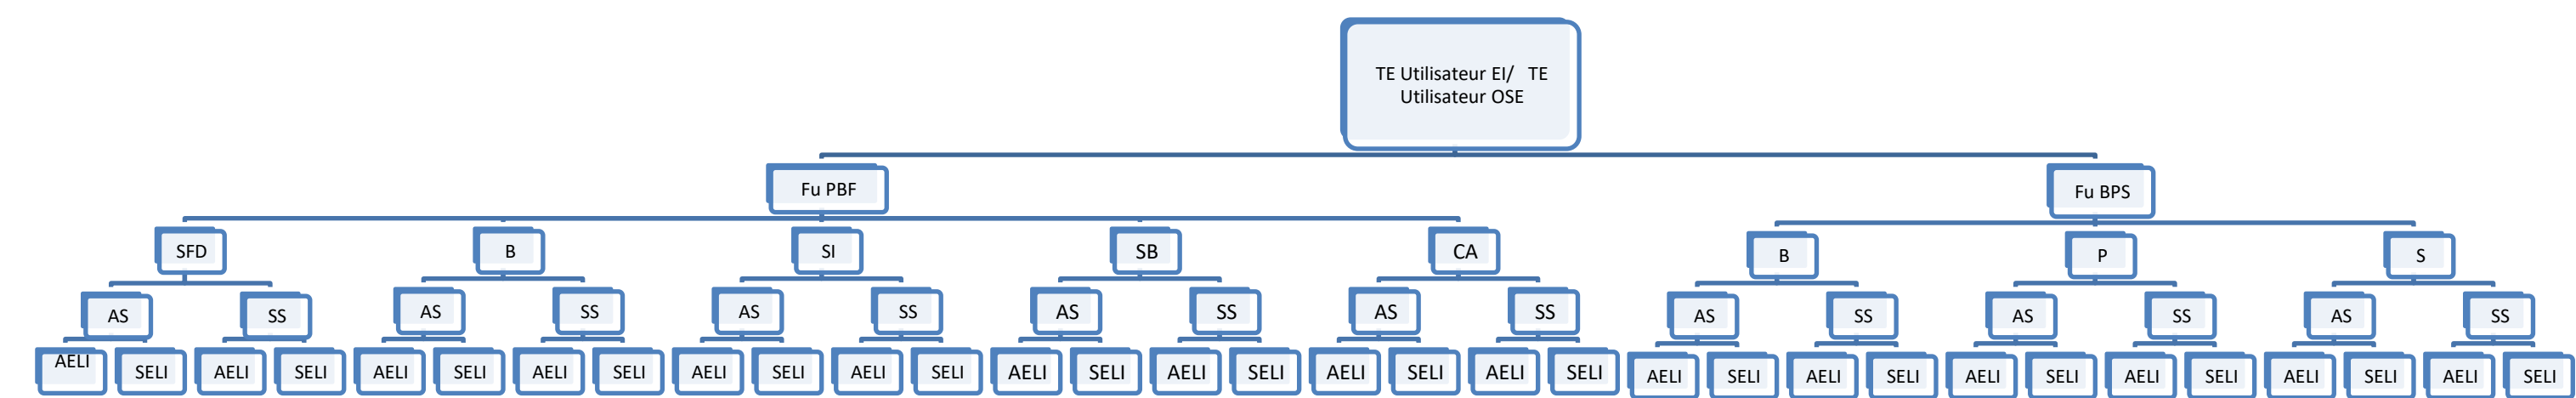 TE Utilisateur EI/ TE
Utilisateur OSE
Fu PBF
Fu BPS
SFD
B
SI
SB
CA
B
P
S
AS
SS
AS
SS
AS
SS
AS
SS
AS
SS
AS
SS
AS
SS
AS
SS
AELI
SELI
AELI
SELI
AELI
SELI
AELI
SELI
AELI
SELI
AELI
SELI
AELI
SELI
AELI
SELI
AELI
SELI
AELI
SELI
AELI
SELI
AELI
SELI
AELI
SELI
AELI
SELI
AELI
SELI
AELI
SELI